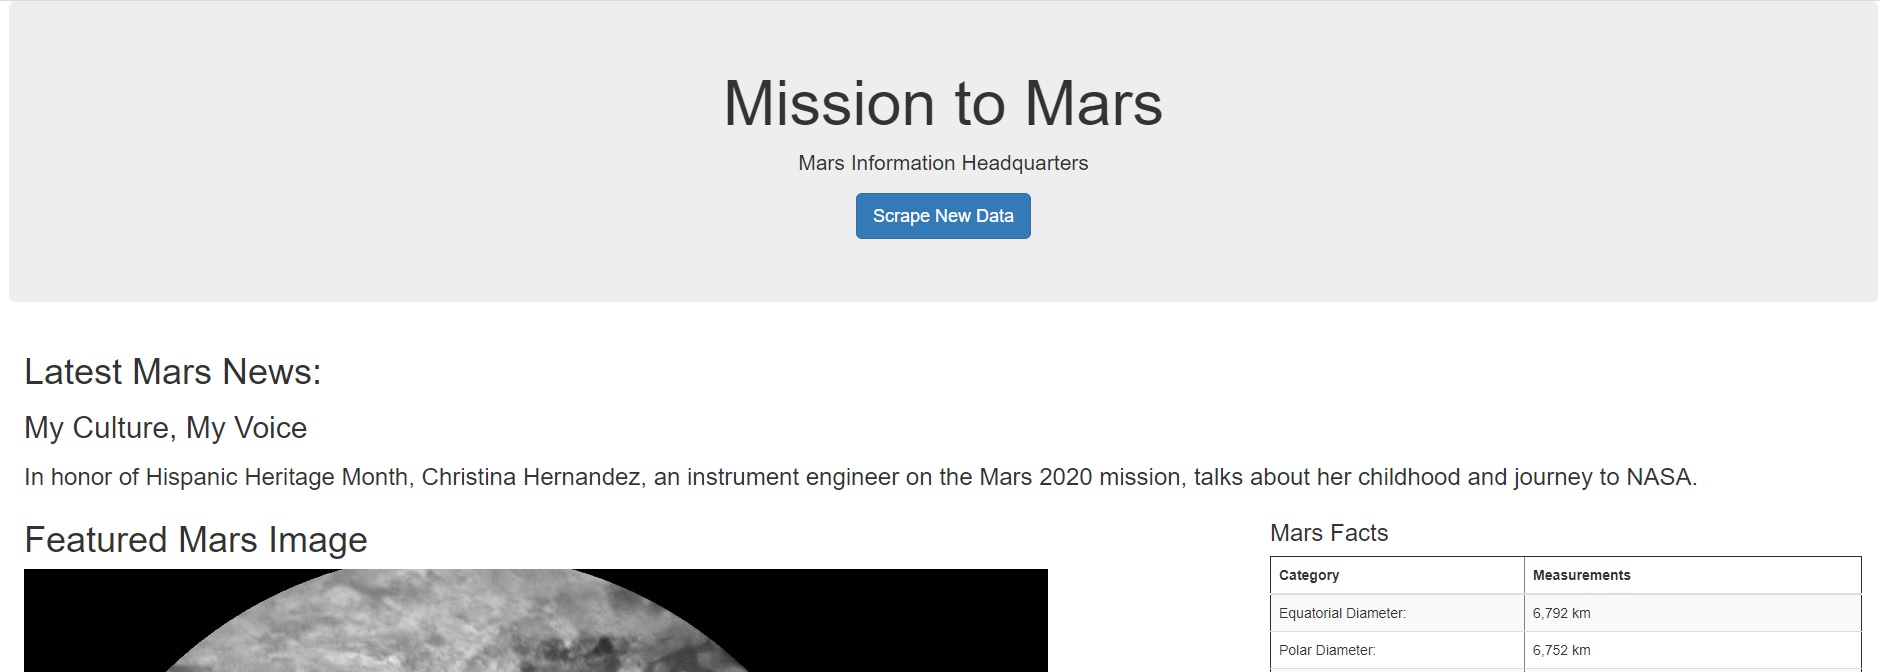 Mission to Mars
Mars Information Headquarters
Scrape New Data
Latest Mars News:
My Culture, My Voice
In honor of Hispanic Heritage Month, Christina Hernandez, an instrument engineer on the Mars 2020 mission, talks about her childhood and journey to NASA.
Featured Mars Image
Mars Facts
Category Measurements
Equatorial Diameter: 6,792 km
Polar Diameter: 6,752 km